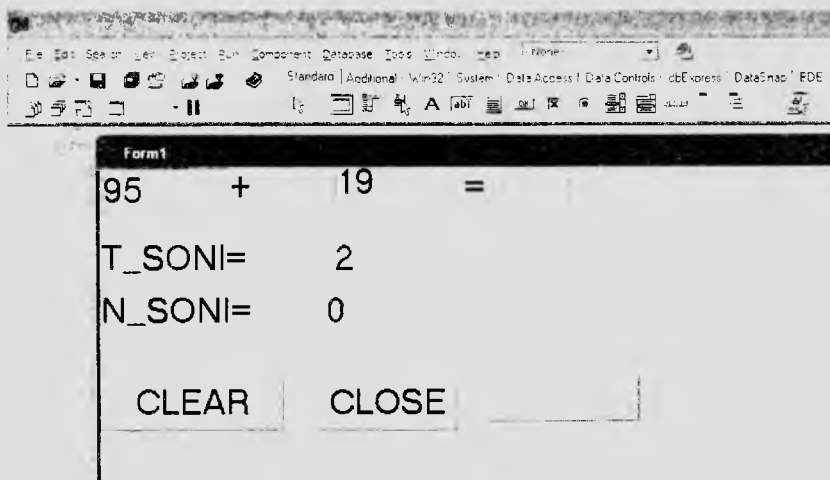 File Edit Search View Project Run Component Database Tools Window Help <None>
Standard Additional Win32 System Data Access Data Controls dbExpress DataSnap BDE
A
Form1
95 + 19 =
T_SONI= 2
N_SONI= 0
CLEAR CLOSE